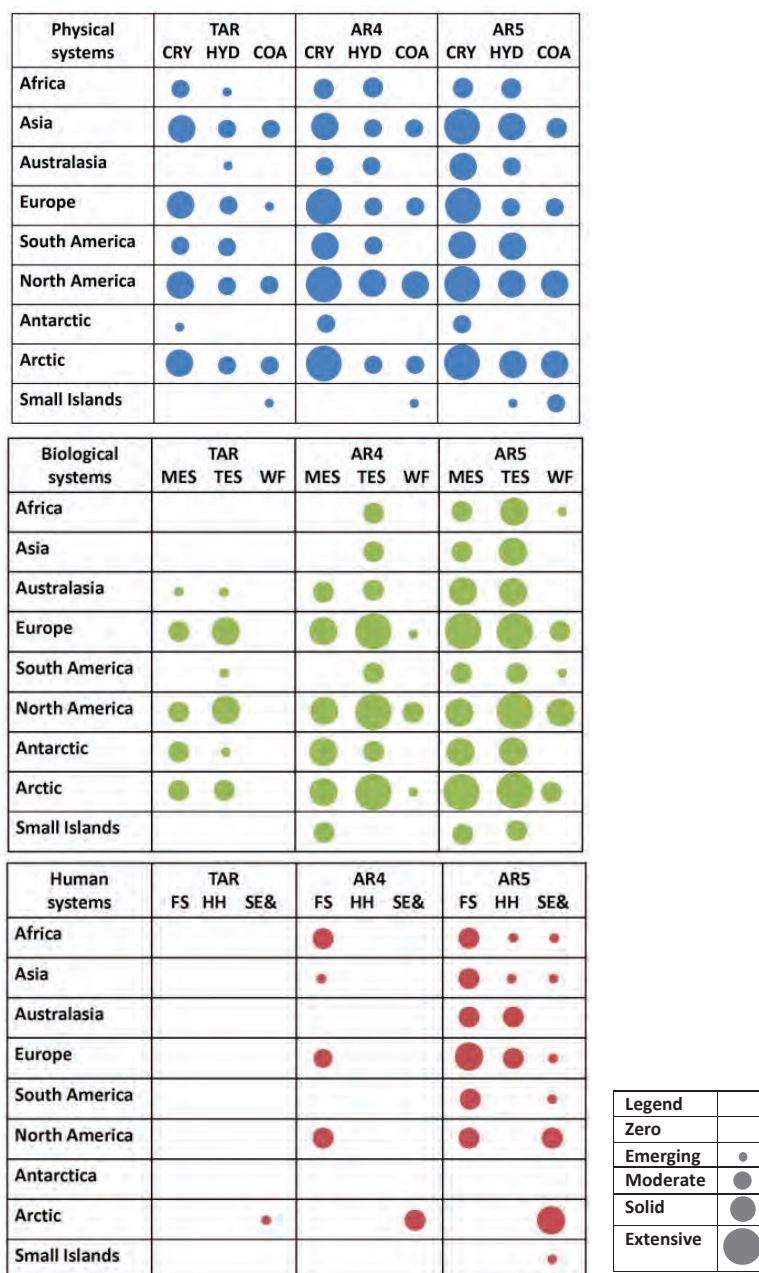 Physical systems TAR AR4 AR5
CRY HYD COA CRY HYD COA CRY HYD COA
Africa
Asia
Australasia
Europe
South America
North America
Antarctic
Arctic
Small Islands
Biological systems TAR AR4 AR5
MES TES WF MES TES WF MES TES WF
Africa
Asia
Australasia
Europe
South America
North America
Antarctic
Arctic
Small Islands
Human systems TAR AR4 AR5
FS HH SE& FS HH SE& FS HH SE&
Africa
Asia
Australasia
Europe
South America
North America
Antarctica
Arctic
Small Islands
Legend
Zero
Emerging
Moderate
Solid
Extensive